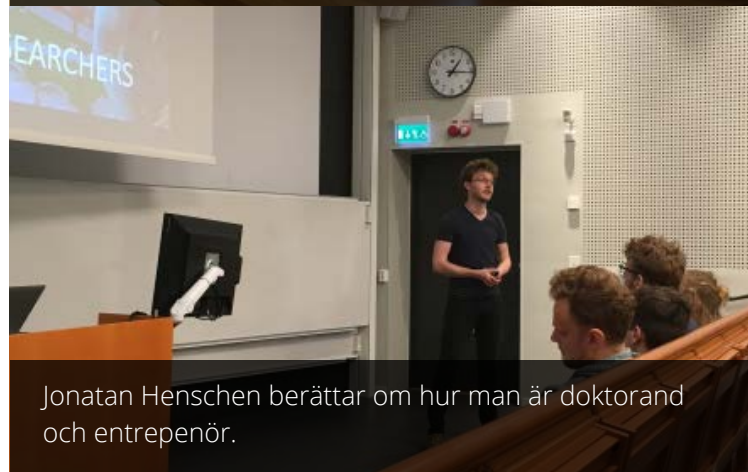 EARCHERS
Jonatan Henschen berättar om hur man är doktorand
och entrepenör.